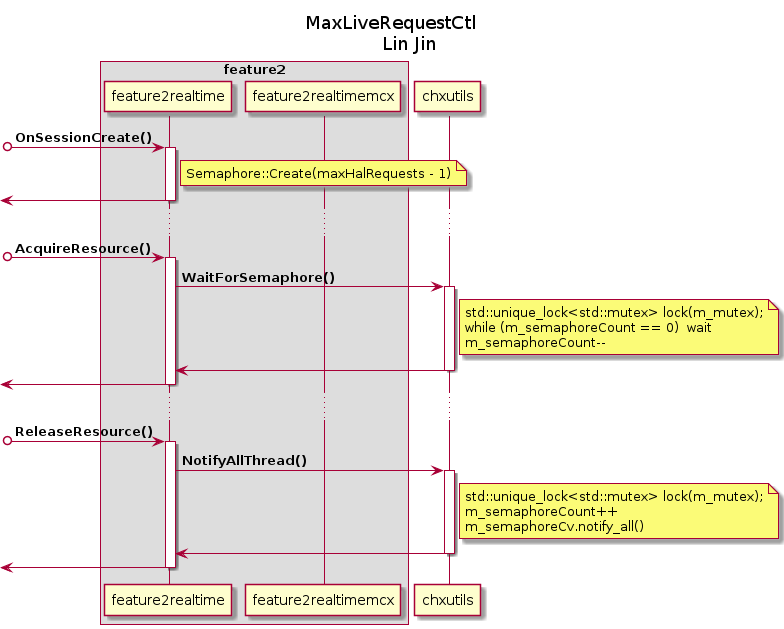 MaxLiveRequestCtl
Lin Jin
feature2
feature2realtime
feature2realtimemcx
chxutils
OnSessionCreate()
Semaphore::Create(maxHalRequests - 1)
AcquireResource()
WaitForSemaphore()
std::unique_lock<std::mutex> lock(m_mutex);
while (m_semaphoreCount == 0)  wait
m_semaphoreCount--
ReleaseResource()
NotifyAllThread()
std::unique_lock<std::mutex> lock(m_mutex);
m_semaphoreCount++
m_semaphoreCv.notify_all()
feature2realtime
feature2realtimemcx
chxutils